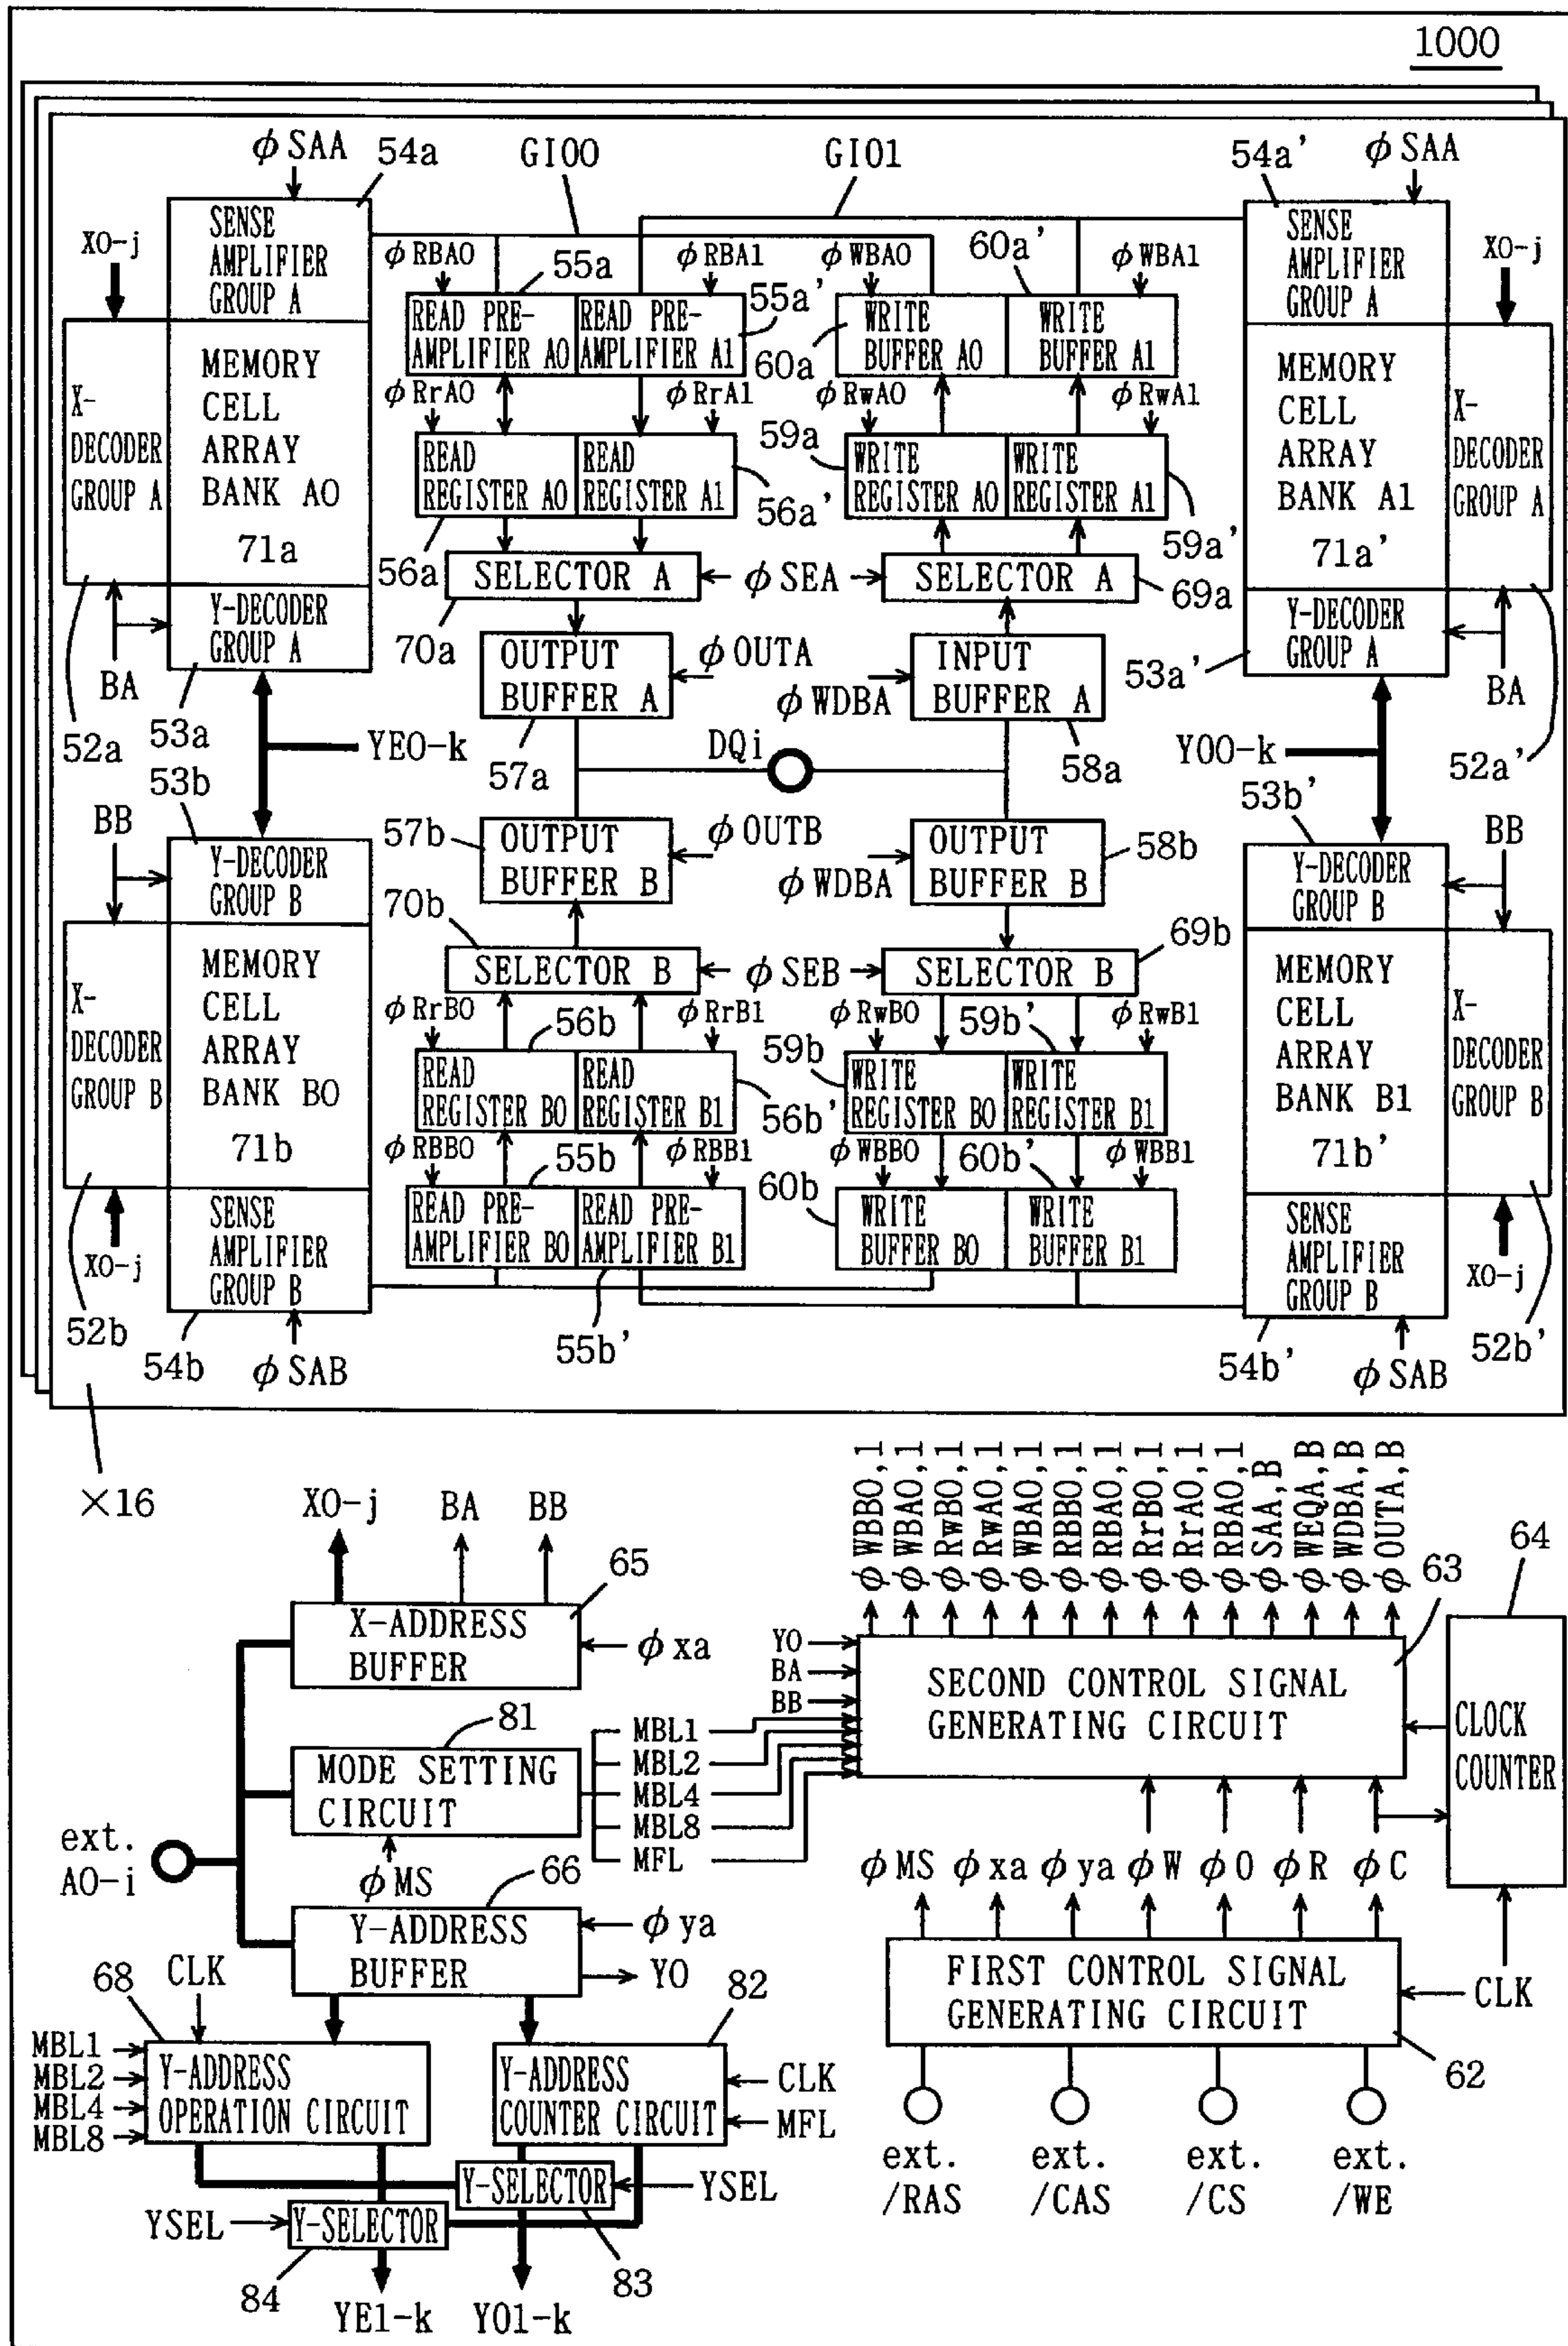 1000
φSAA
54a
GIO0
GIO1
54a'
φSAA
SENSE
AMPLIFIER
GROUP A
X0-j
φRBA0
55a
φRBA1
55a'
φWBA0
60a'
φWBA1
SENSE
AMPLIFIER
GROUP A
X0-j
READ PRE-
AMPLIFIER A0
READ PRE-
AMPLIFIER A1
60a
WRITE
BUFFER A0
WRITE
BUFFER A1
X-
DECODER
GROUP A
MEMORY
CELL
ARRAY
BANK A0
71a
φRrA0
φRrA1
φRwA0
φRwA1
MEMORY
CELL
ARRAY
BANK A1
71a'
X-
DECODER
GROUP A
READ
REGISTER A0
READ
REGISTER A1
56a'
59a
WRITE
REGISTER A0
WRITE
REGISTER A1
59a'
56a
SELECTOR A
φSEA
SELECTOR A
69a
Y-DECODER
GROUP A
70a
OUTPUT
BUFFER A
φOUTA
φWDBA
INPUT
BUFFER A
53a'
Y-DECODER
GROUP A
BA
BA
52a
53a
YE0-k
57a
DQi
58a
YO0-k
52a'
53b
53b'
BB
57b
OUTPUT
BUFFER B
φOUTB
φWDBA
OUTPUT
BUFFER B
58b
BB
Y-DECODER
GROUP B
Y-DECODER
GROUP B
70b
SELECTOR B
φSEB
SELECTOR B
69b
X-
DECODER
GROUP B
MEMORY
CELL
ARRAY
BANK B0
71b
φRrB0
56b
φRrB1
φRwB0
59b'
φRwB1
MEMORY
CELL
ARRAY
BANK B1
71b'
X-
DECODER
GROUP B
READ
REGISTER B0
READ
REGISTER B1
56b'
59b
WRITE
REGISTER B0
WRITE
REGISTER B1
φRBB0
55b
φRBB1
φWBB0
60b'
φWBB1
READ PRE-
AMPLIFIER B0
READ PRE-
AMPLIFIER B1
60b
WRITE
BUFFER B0
WRITE
BUFFER B1
X0-j
SENSE
AMPLIFIER
GROUP B
SENSE
AMPLIFIER
GROUP B
X0-j
52b
54b
φSAB
55b'
54b'
φSAB
52b'
×16
X0-j
BA
BB
φWBB0,1
φWBA0,1
φRwB0,1
φRwA0,1
φWBA0,1
φRBB0,1
φRBA0,1
φRrB0,1
φRrA0,1
φRBA0,1
φSAA,B
φWEQA,B
φWDBA,B
φOUTA,B
63
64
65
X-ADDRESS
BUFFER
φxa
Y0
BA
BB
SECOND CONTROL SIGNAL
GENERATING CIRCUIT
CLOCK
COUNTER
81
MODE SETTING
CIRCUIT
MBL1
MBL2
MBL4
MBL8
MFL
ext.
A0-i
φMS
66
φMS
φxa
φya
φW
φO
φR
φC
Y-ADDRESS
BUFFER
φya
Y0
FIRST CONTROL SIGNAL
GENERATING CIRCUIT
CLK
62
68
CLK
82
MBL1
MBL2
MBL4
MBL8
Y-ADDRESS
OPERATION CIRCUIT
Y-ADDRESS
COUNTER CIRCUIT
CLK
MFL
ext.
/RAS
ext.
/CAS
ext.
/CS
ext.
/WE
Y-SELECTOR
YSEL
YSEL
Y-SELECTOR
84
83
YE1-k
YO1-k